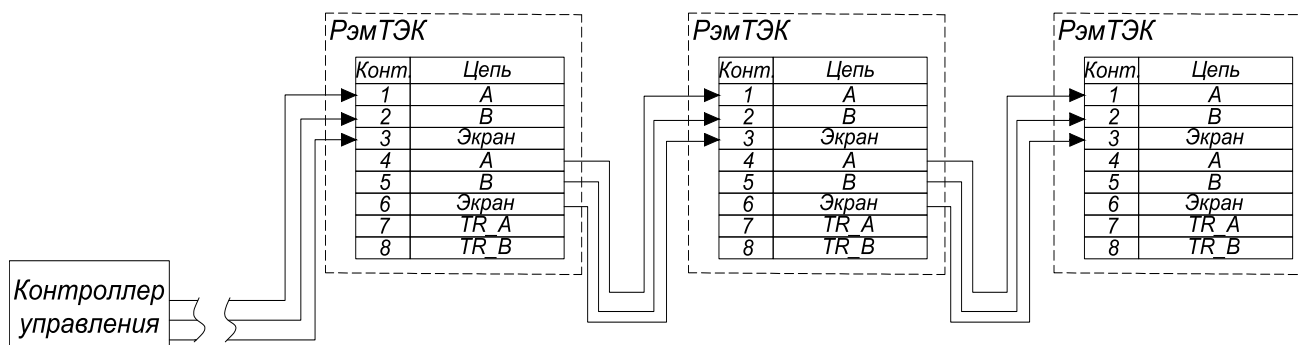 РэмТЭК
Конт. Цепь
1 A
2 B
3 Экран
4 A
5 B
6 Экран
7 TR_A
8 TR_B
РэмТЭК
Конт. Цепь
1 A
2 B
3 Экран
4 A
5 B
6 Экран
7 TR_A
8 TR_B
РэмТЭК
Конт. Цепь
1 A
2 B
3 Экран
4 A
5 B
6 Экран
7 TR_A
8 TR_B
Контроллер
управления